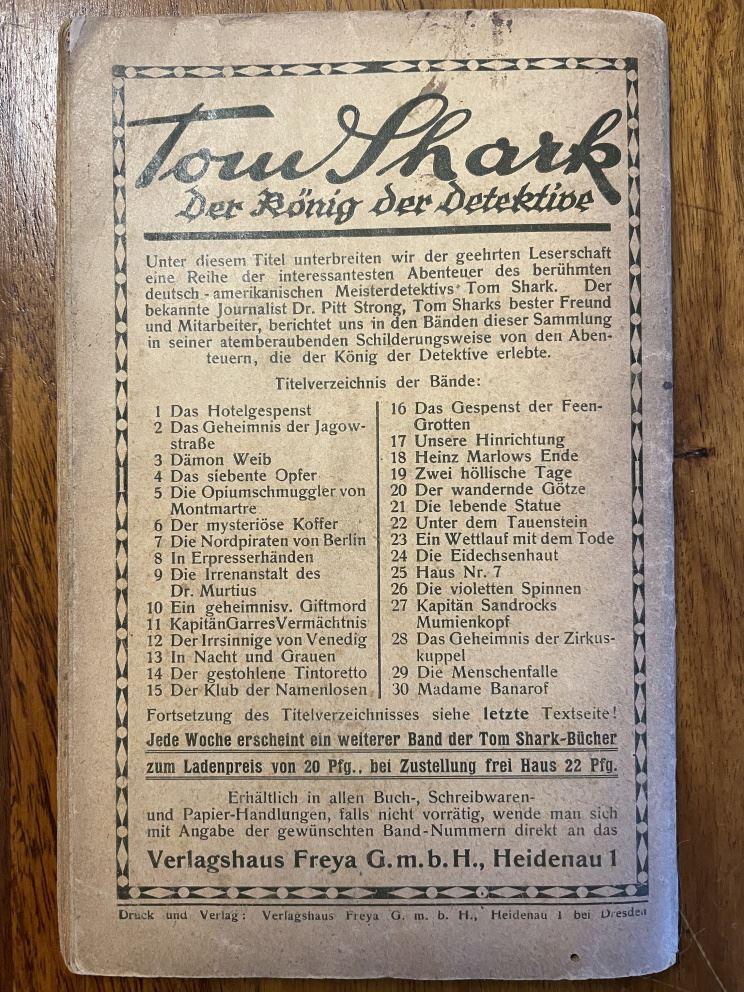 Tom Shark
Der König der Detektive
Unter diesem Titel unterbreiten wir der geehrten Leserschaft
eine Reihe der interessantesten Abenteuer des berühmten
deutsch-amerikanischen Meisterdetektivs Tom Shark. Der
bekannte Journalist Dr. Pitt Strong, Tom Sharks bester Freund
und Mitarbeiter, berichtet uns in den Bänden dieser Sammlung
in seiner atemberaubenden Schilderungsweise von den Aben-
teuern, die der König der Detektive erlebte.
Titelverzeichnis der Bände:
1 Das Hotelgespenst
2 Das Geheimnis der Jagow-
straße
3 Dämon Weib
4 Das siebente Opfer
5 Die Opiumschmuggler von
Montmartre
6 Der mysteriöse Koffer
7 Die Nordpiraten von Berlin
8 In Erpresserhänden
9 Die Irrenanstalt des
Dr. Murtius
10 Ein geheimnisv. Giftmord
11 Kapitän Garres Vermächtnis
12 Der Irrsinnige von Venedig
13 In Nacht und Grauen
14 Der gestohlene Tintoretto
15 Der Klub der Namenlosen
16 Das Gespenst der Feen-
Grotten
17 Unsere Hinrichtung
18 Heinz Marlows Ende
19 Zwei höllische Tage
20 Der wandernde Götze
21 Die lebende Statue
22 Unter dem Tauenstein
23 Ein Wettlauf mit dem Tode
24 Die Eidechsenhaut
25 Haus Nr. 7
26 Die violetten Spinnen
27 Kapitän Sandrocks
Mumienkopf
28 Das Geheimnis der Zirkus-
kuppel
29 Die Menschenfalle
30 Madame Banarof
Fortsetzung des Titelverzeichnisses siehe letzte Textseite!
Jede Woche erscheint ein weiterer Band der Tom Shark-Bücher
zum Ladenpreis von 20 Pfg., bei Zustellung frei Haus 22 Pfg.
Erhältlich in allen Buch-, Schreibwaren-
und Papier-Handlungen, falls nicht vorrätig, wende man sich
mit Angabe der gewünschten Band-Nummern direkt an das
Verlagshaus Freya G.m.b.H., Heidenau 1
Druck und Verlag: Verlagshaus Freya G. m. b. H., Heidenau 1 bei Dresden